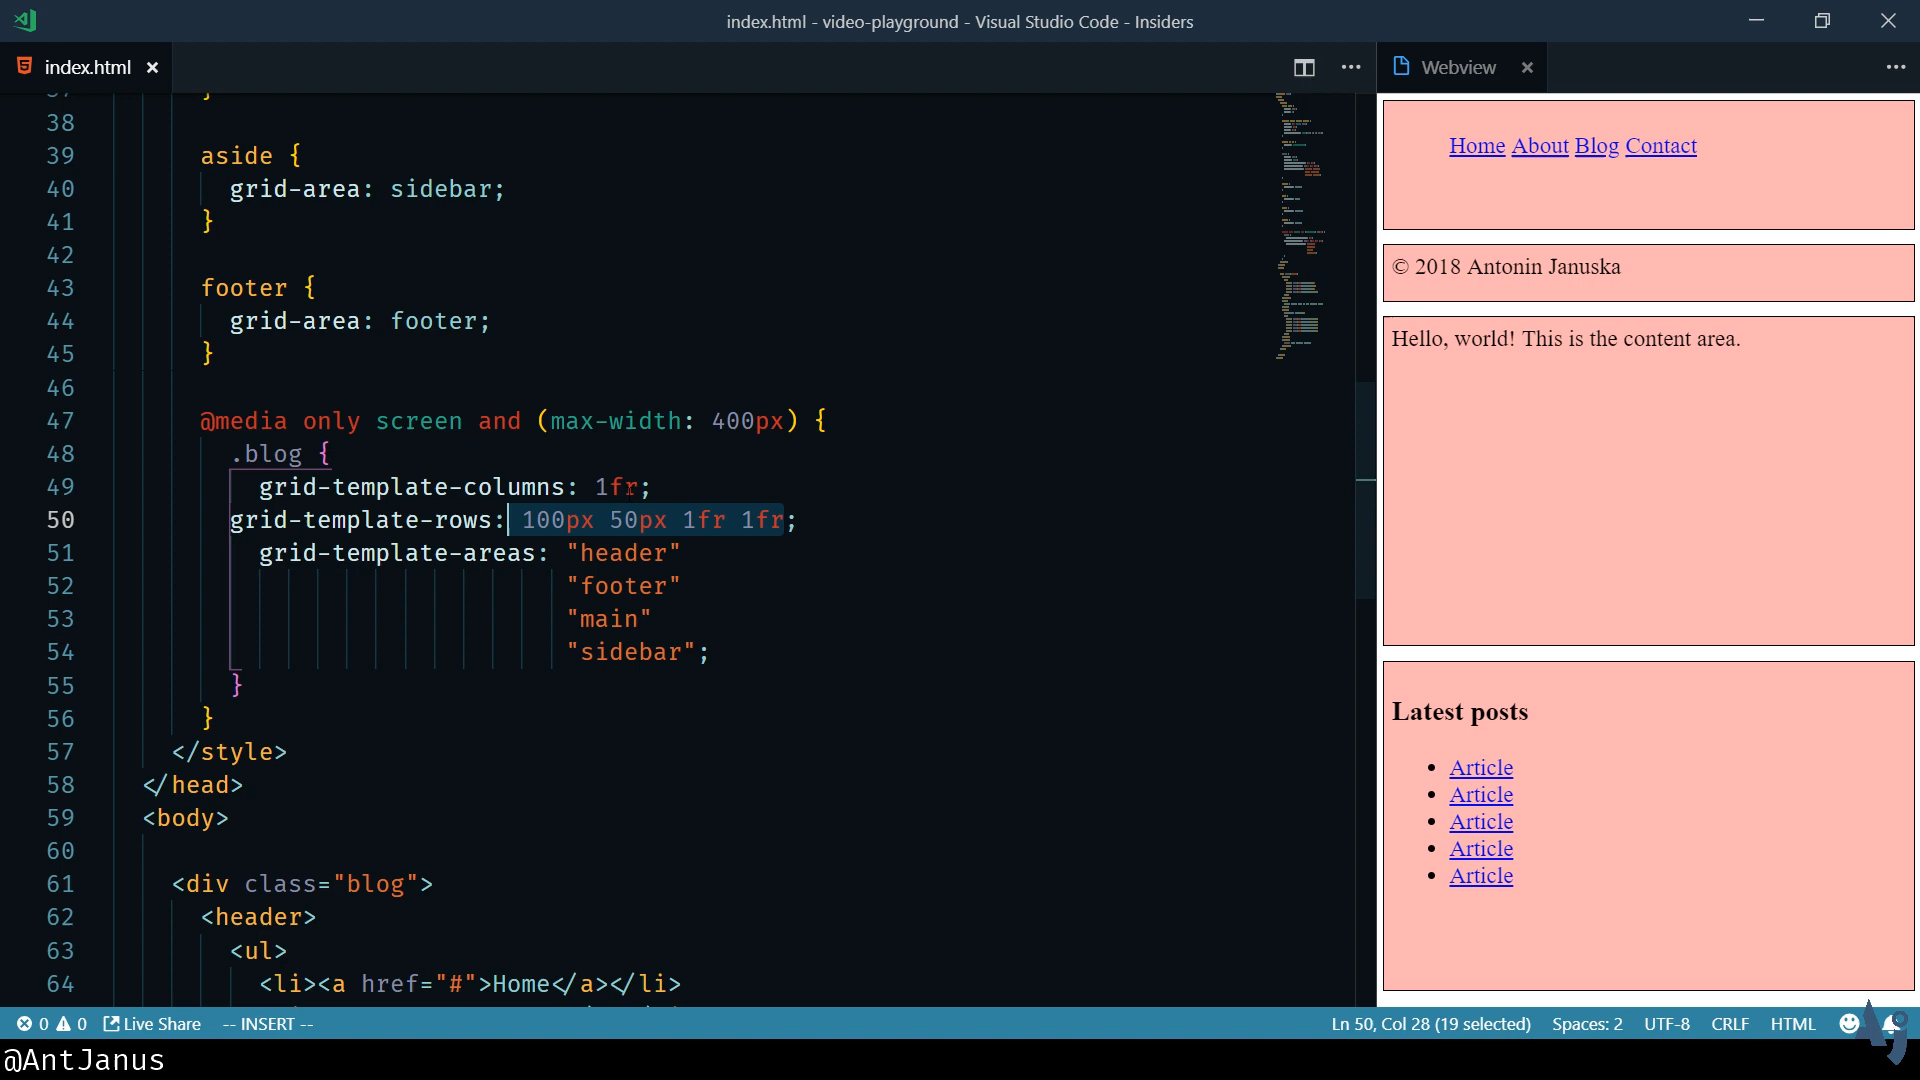 index.html - video-playground - Visual Studio Code - Insiders
index.html
Webview
38
39 aside {
40 grid-area: sidebar;
41 }
42
43 footer {
44 grid-area: footer;
45 }
46
47 @media only screen and (max-width: 400px) {
48 .blog {
49 grid-template-columns: 1fr;
50 grid-template-rows: 100px 50px 1fr 1fr;
51 grid-template-areas: "header"
52 "footer"
53 "main"
54 "sidebar";
55 }
56 }
57 </style>
58 </head>
59 <body>
60
61 <div class="blog">
62 <header>
63 <ul>
64 <li><a href="#">Home</a></li>
Home About Blog Contact
© 2018 Antonin Januska
Hello, world! This is the content area.
Latest posts
• Article
• Article
• Article
• Article
• Article
0 0 Live Share -- INSERT --
Ln 50, Col 28 (19 selected) Spaces: 2 UTF-8 CRLF HTML
@AntJanus